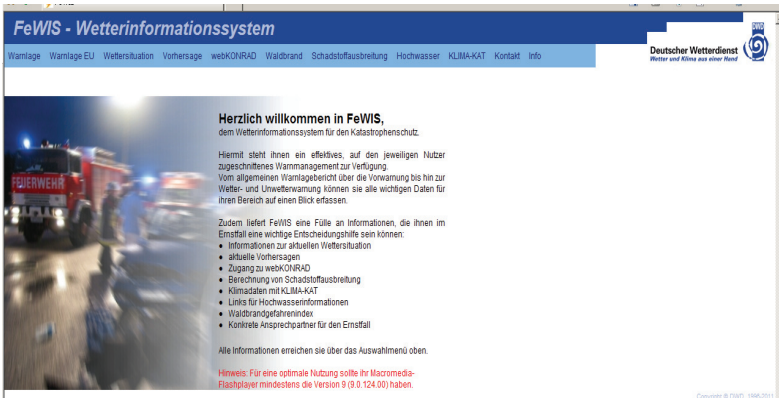 FeWIS - Wetterinformationssystem
DWD
Deutscher Wetterdienst
Wetter und Klima aus einer Hand
Warnlage Warnlage EU Wettersituation Vorhersage webKONRAD Waldbrand Schadstoffausbreitung Hochwasser KLIMA-KAT Kontakt Info
FEUERWEHR
Herzlich willkommen in FeWIS,
dem Wetterinformationssystem für den Katastrophenschutz.
Hiermit steht ihnen ein effektives, auf den jeweiligen Nutzer
zugeschnittenes Warnmanagement zur Verfügung.
Vom allgemeinen Warnlagebericht über die Vorwarnung bis hin zur
Wetter- und Unwetterwarnung können sie alle wichtigen Daten für
ihren Bereich auf einen Blick erfassen.
Zudem liefert FeWIS eine Fülle an Informationen, die ihnen im
Ernstfall eine wichtige Entscheidungshilfe sein können:
● Informationen zur aktuellen Wettersituation
● aktuelle Vorhersagen
● Zugang zu webKONRAD
● Berechnung von Schadstoffausbreitung
● Klimadaten mit KLIMA-KAT
● Links für Hochwasserinformationen
● Waldbrandgefahrenindex
● Konkrete Ansprechpartner für den Ernstfall
Alle Informationen erreichen sie über das Auswahlmenü oben.
Hinweis: Für eine optimale Nutzung sollte ihr Macromedia-
Flashplayer mindestens die Version 9 (9.0.124.00) haben.
Copyright © DWD, 1996-2011